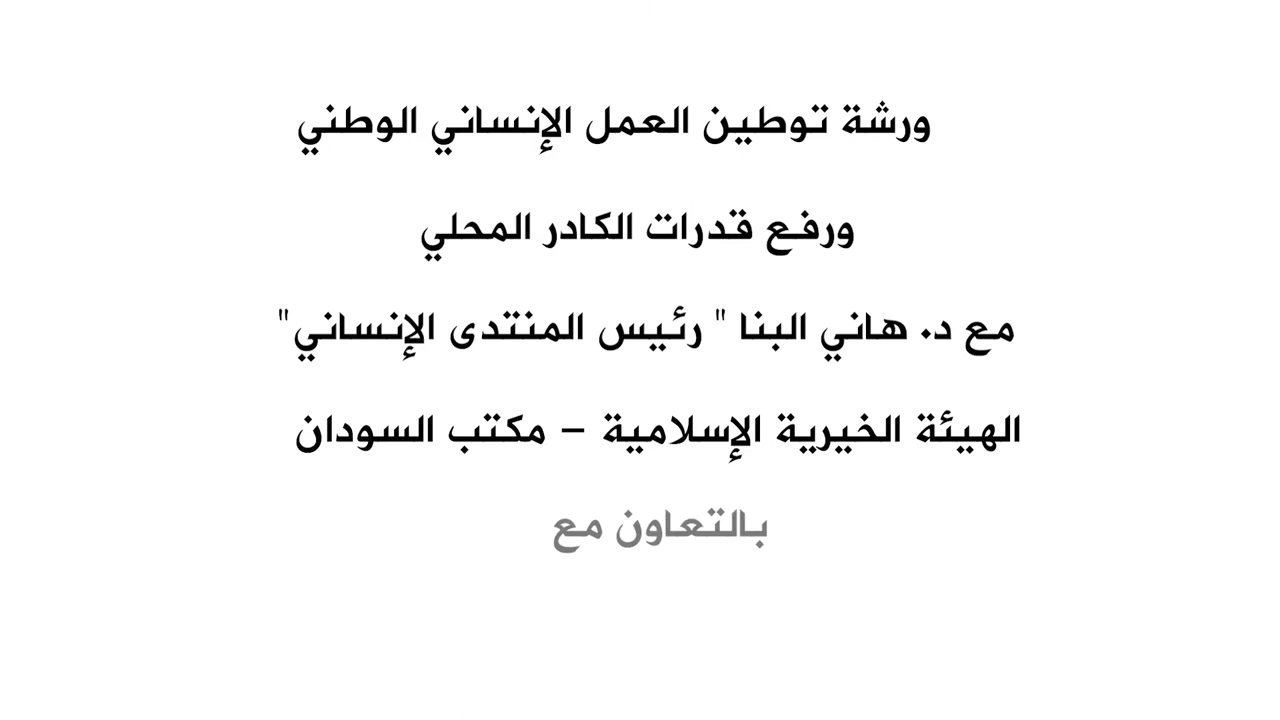 ورشة توطين العمل الإنساني الوطني
ورفع قدرات الكادر المحلي
مع د. هاني البنا " رئيس المنتدى الإنساني"
الهيئة الخيرية الإسلامية – مكتب السودان
بالتعاون مع